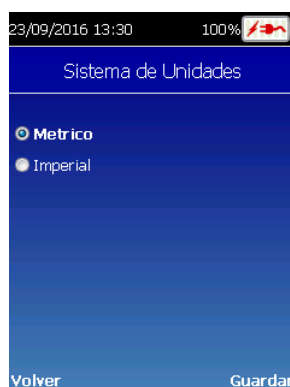 23/09/2016 13:30 100%
Sistema de Unidades
Metrico
Imperial
Volver Guardar